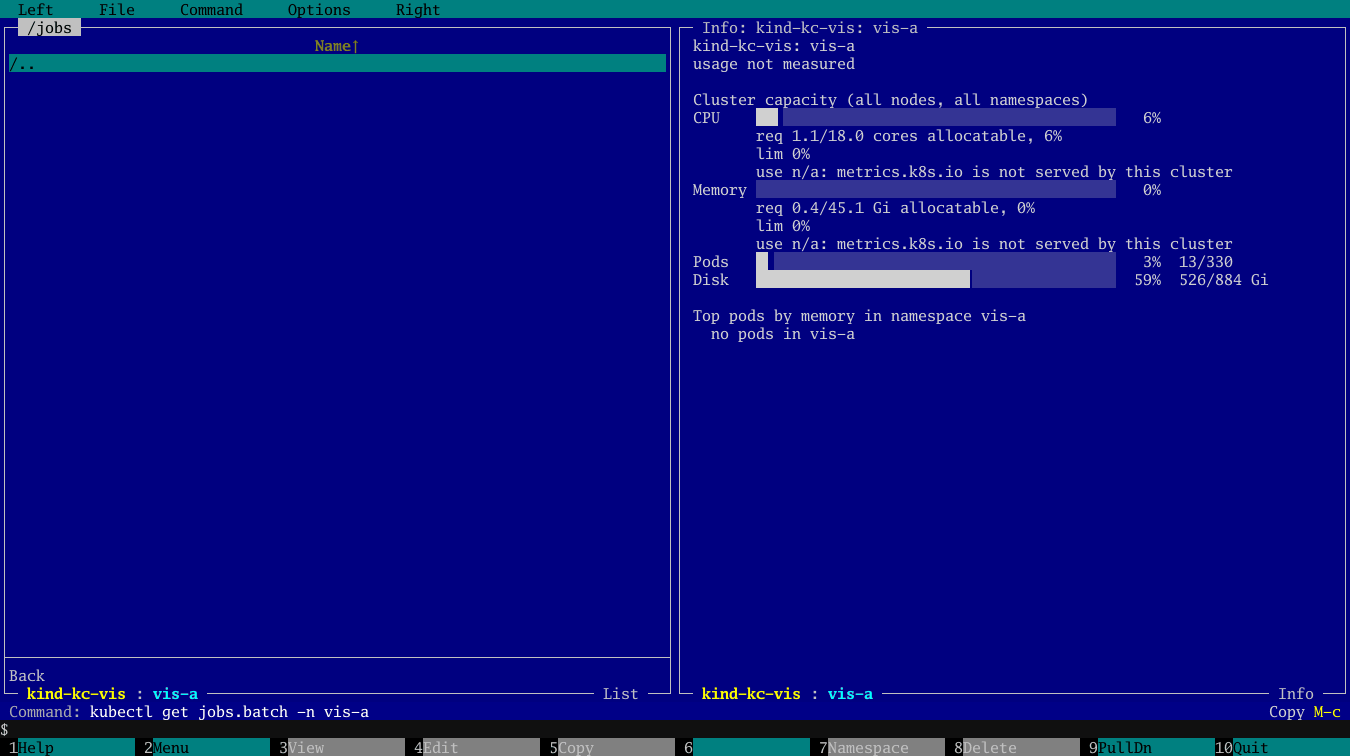 Left File Command Options Right
/jobs
Name↑
/..
Back
kind-kc-vis : vis-a List
Info: kind-kc-vis: vis-a
kind-kc-vis: vis-a
usage not measured
Cluster capacity (all nodes, all namespaces)
CPU 6%
req 1.1/18.0 cores allocatable, 6%
lim 0%
use n/a: metrics.k8s.io is not served by this cluster
Memory 0%
req 0.4/45.1 Gi allocatable, 0%
lim 0%
use n/a: metrics.k8s.io is not served by this cluster
Pods 3% 13/330
Disk 59% 526/884 Gi
Top pods by memory in namespace vis-a
no pods in vis-a
kind-kc-vis : vis-a Info
Command: kubectl get jobs.batch -n vis-a Copy M-c
$
1Help 2Menu 3View 4Edit 5Copy 6 7Namespace 8Delete 9PullDn 10Quit